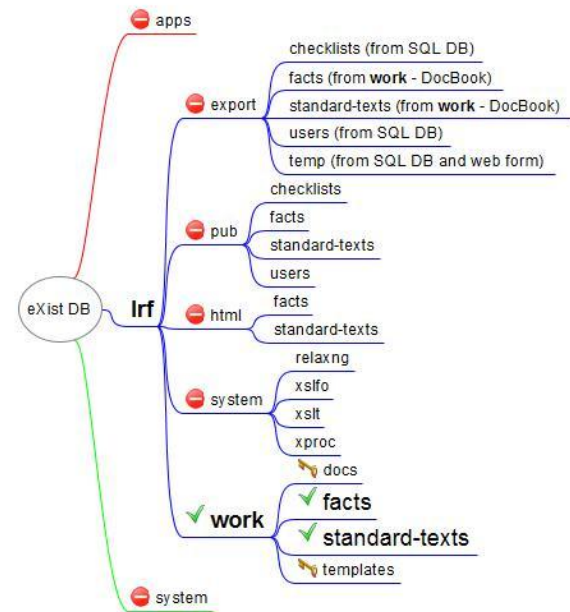 apps
checklists (from SQL DB)
facts (from work - DocBook)
export
standard-texts (from work - DocBook)
users (from SQL DB)
temp (from SQL DB and web form)
checklists
facts
pub
standard-texts
users
eXist DB
lrf
facts
html
standard-texts
relaxng
xslfo
system
xslt
xproc
docs
facts
work
standard-texts
templates
system